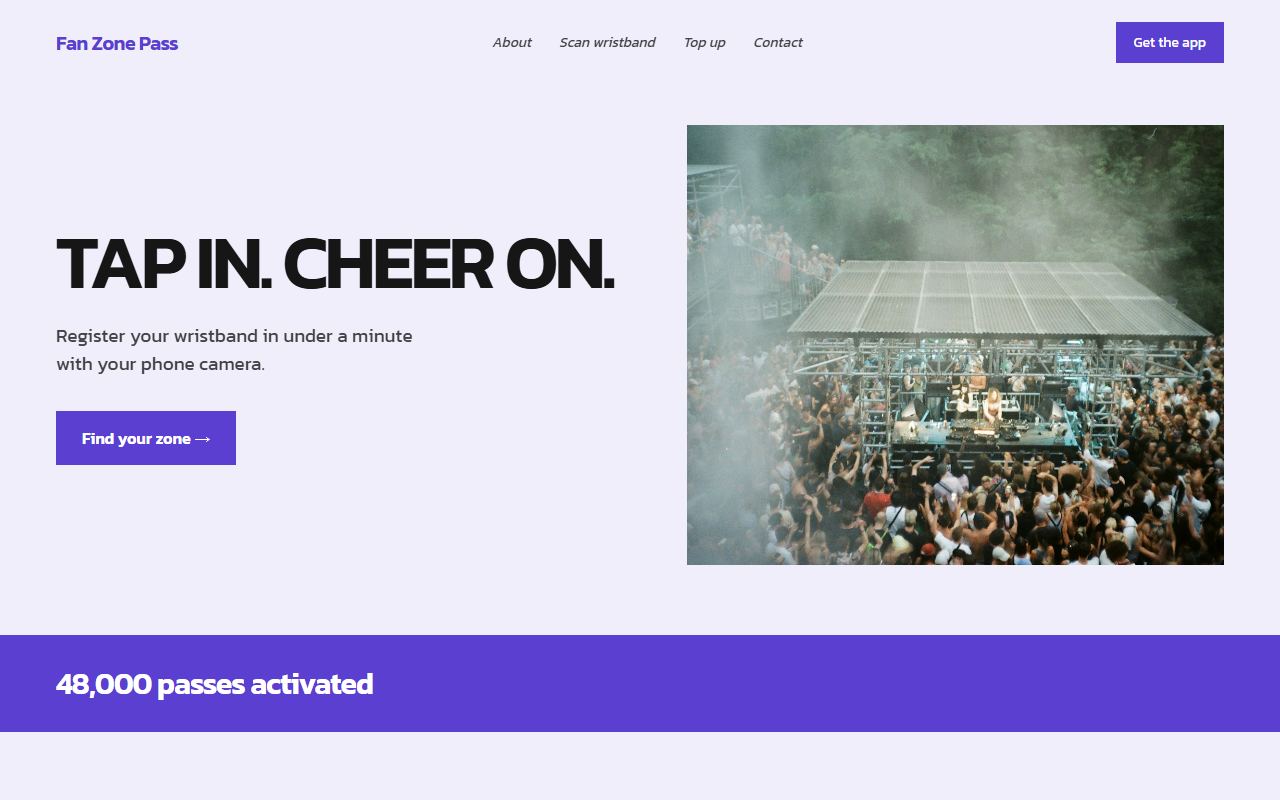 Fan Zone Pass
About
Scan wristband
Top up
Contact
Get the app
TAP IN. CHEER ON.
Register your wristband in under a minute
with your phone camera.
Find your zone →
48,000 passes activated